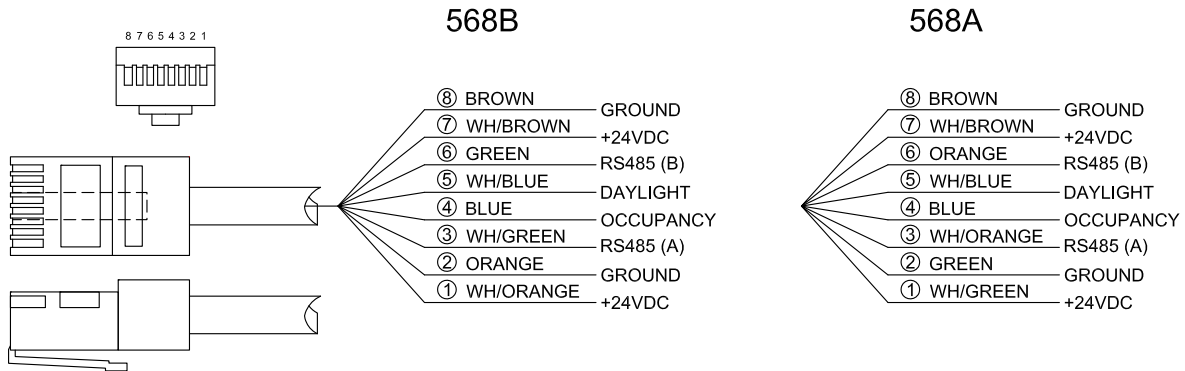 568B
568A
8 7 6 5 4 3 2 1
⑧ BROWN GROUND
⑦ WH/BROWN +24VDC
⑥ GREEN RS485 (B)
⑤ WH/BLUE DAYLIGHT
④ BLUE OCCUPANCY
③ WH/GREEN RS485 (A)
② ORANGE GROUND
① WH/ORANGE +24VDC
⑧ BROWN GROUND
⑦ WH/BROWN +24VDC
⑥ ORANGE RS485 (B)
⑤ WH/BLUE DAYLIGHT
④ BLUE OCCUPANCY
③ WH/ORANGE RS485 (A)
② GREEN GROUND
① WH/GREEN +24VDC